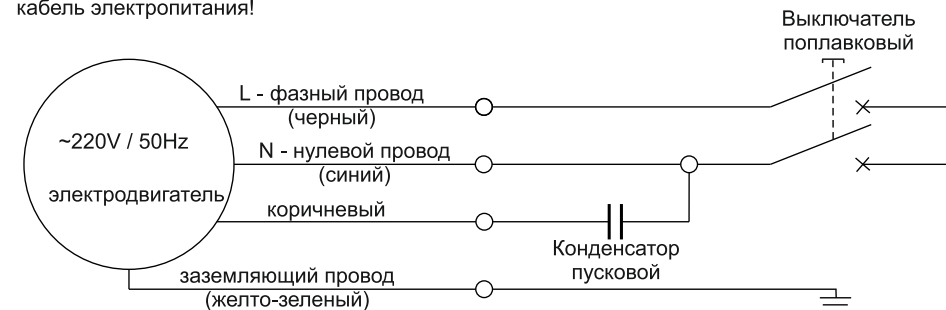 кабель электропитания!
Выключатель
поплавковый
L - фазный провод
(черный)
~220V / 50Hz
N - нулевой провод
(синий)
электродвигатель
коричневый
Конденсатор
пусковой
заземляющий провод
(желто-зеленый)